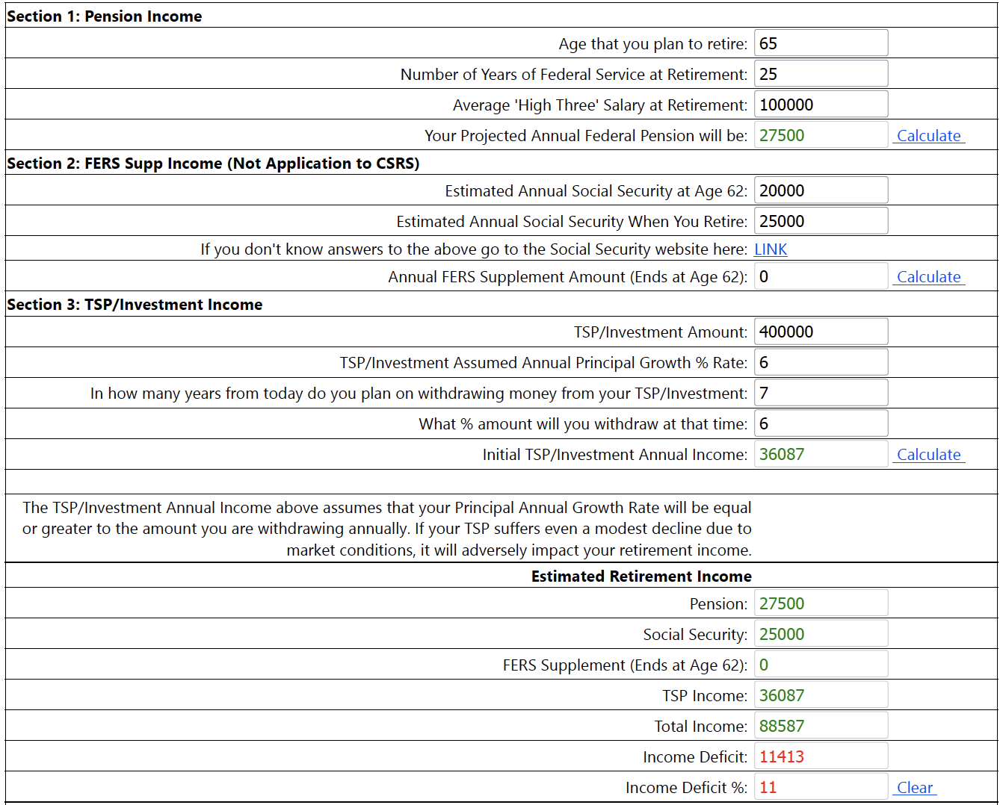 Section 1: Pension Income
Age that you plan to retire: 65
Number of Years of Federal Service at Retirement: 25
Average 'High Three' Salary at Retirement: 100000
Your Projected Annual Federal Pension will be: 27500 Calculate
Section 2: FERS Supp Income (Not Application to CSRS)
Estimated Annual Social Security at Age 62: 20000
Estimated Annual Social Security When You Retire: 25000
If you don't know answers to the above go to the Social Security website here: LINK
Annual FERS Supplement Amount (Ends at Age 62): 0 Calculate
Section 3: TSP/Investment Income
TSP/Investment Amount: 400000
TSP/Investment Assumed Annual Principal Growth % Rate: 6
In how many years from today do you plan on withdrawing money from your TSP/Investment: 7
What % amount will you withdraw at that time: 6
Initial TSP/Investment Annual Income: 36087 Calculate
The TSP/Investment Annual Income above assumes that your Principal Annual Growth Rate will be equal
or greater to the amount you are withdrawing annually. If your TSP suffers even a modest decline due to
market conditions, it will adversely impact your retirement income.
Estimated Retirement Income
Pension: 27500
Social Security: 25000
FERS Supplement (Ends at Age 62): 0
TSP Income: 36087
Total Income: 88587
Income Deficit: 11413
Income Deficit %: 11 Clear